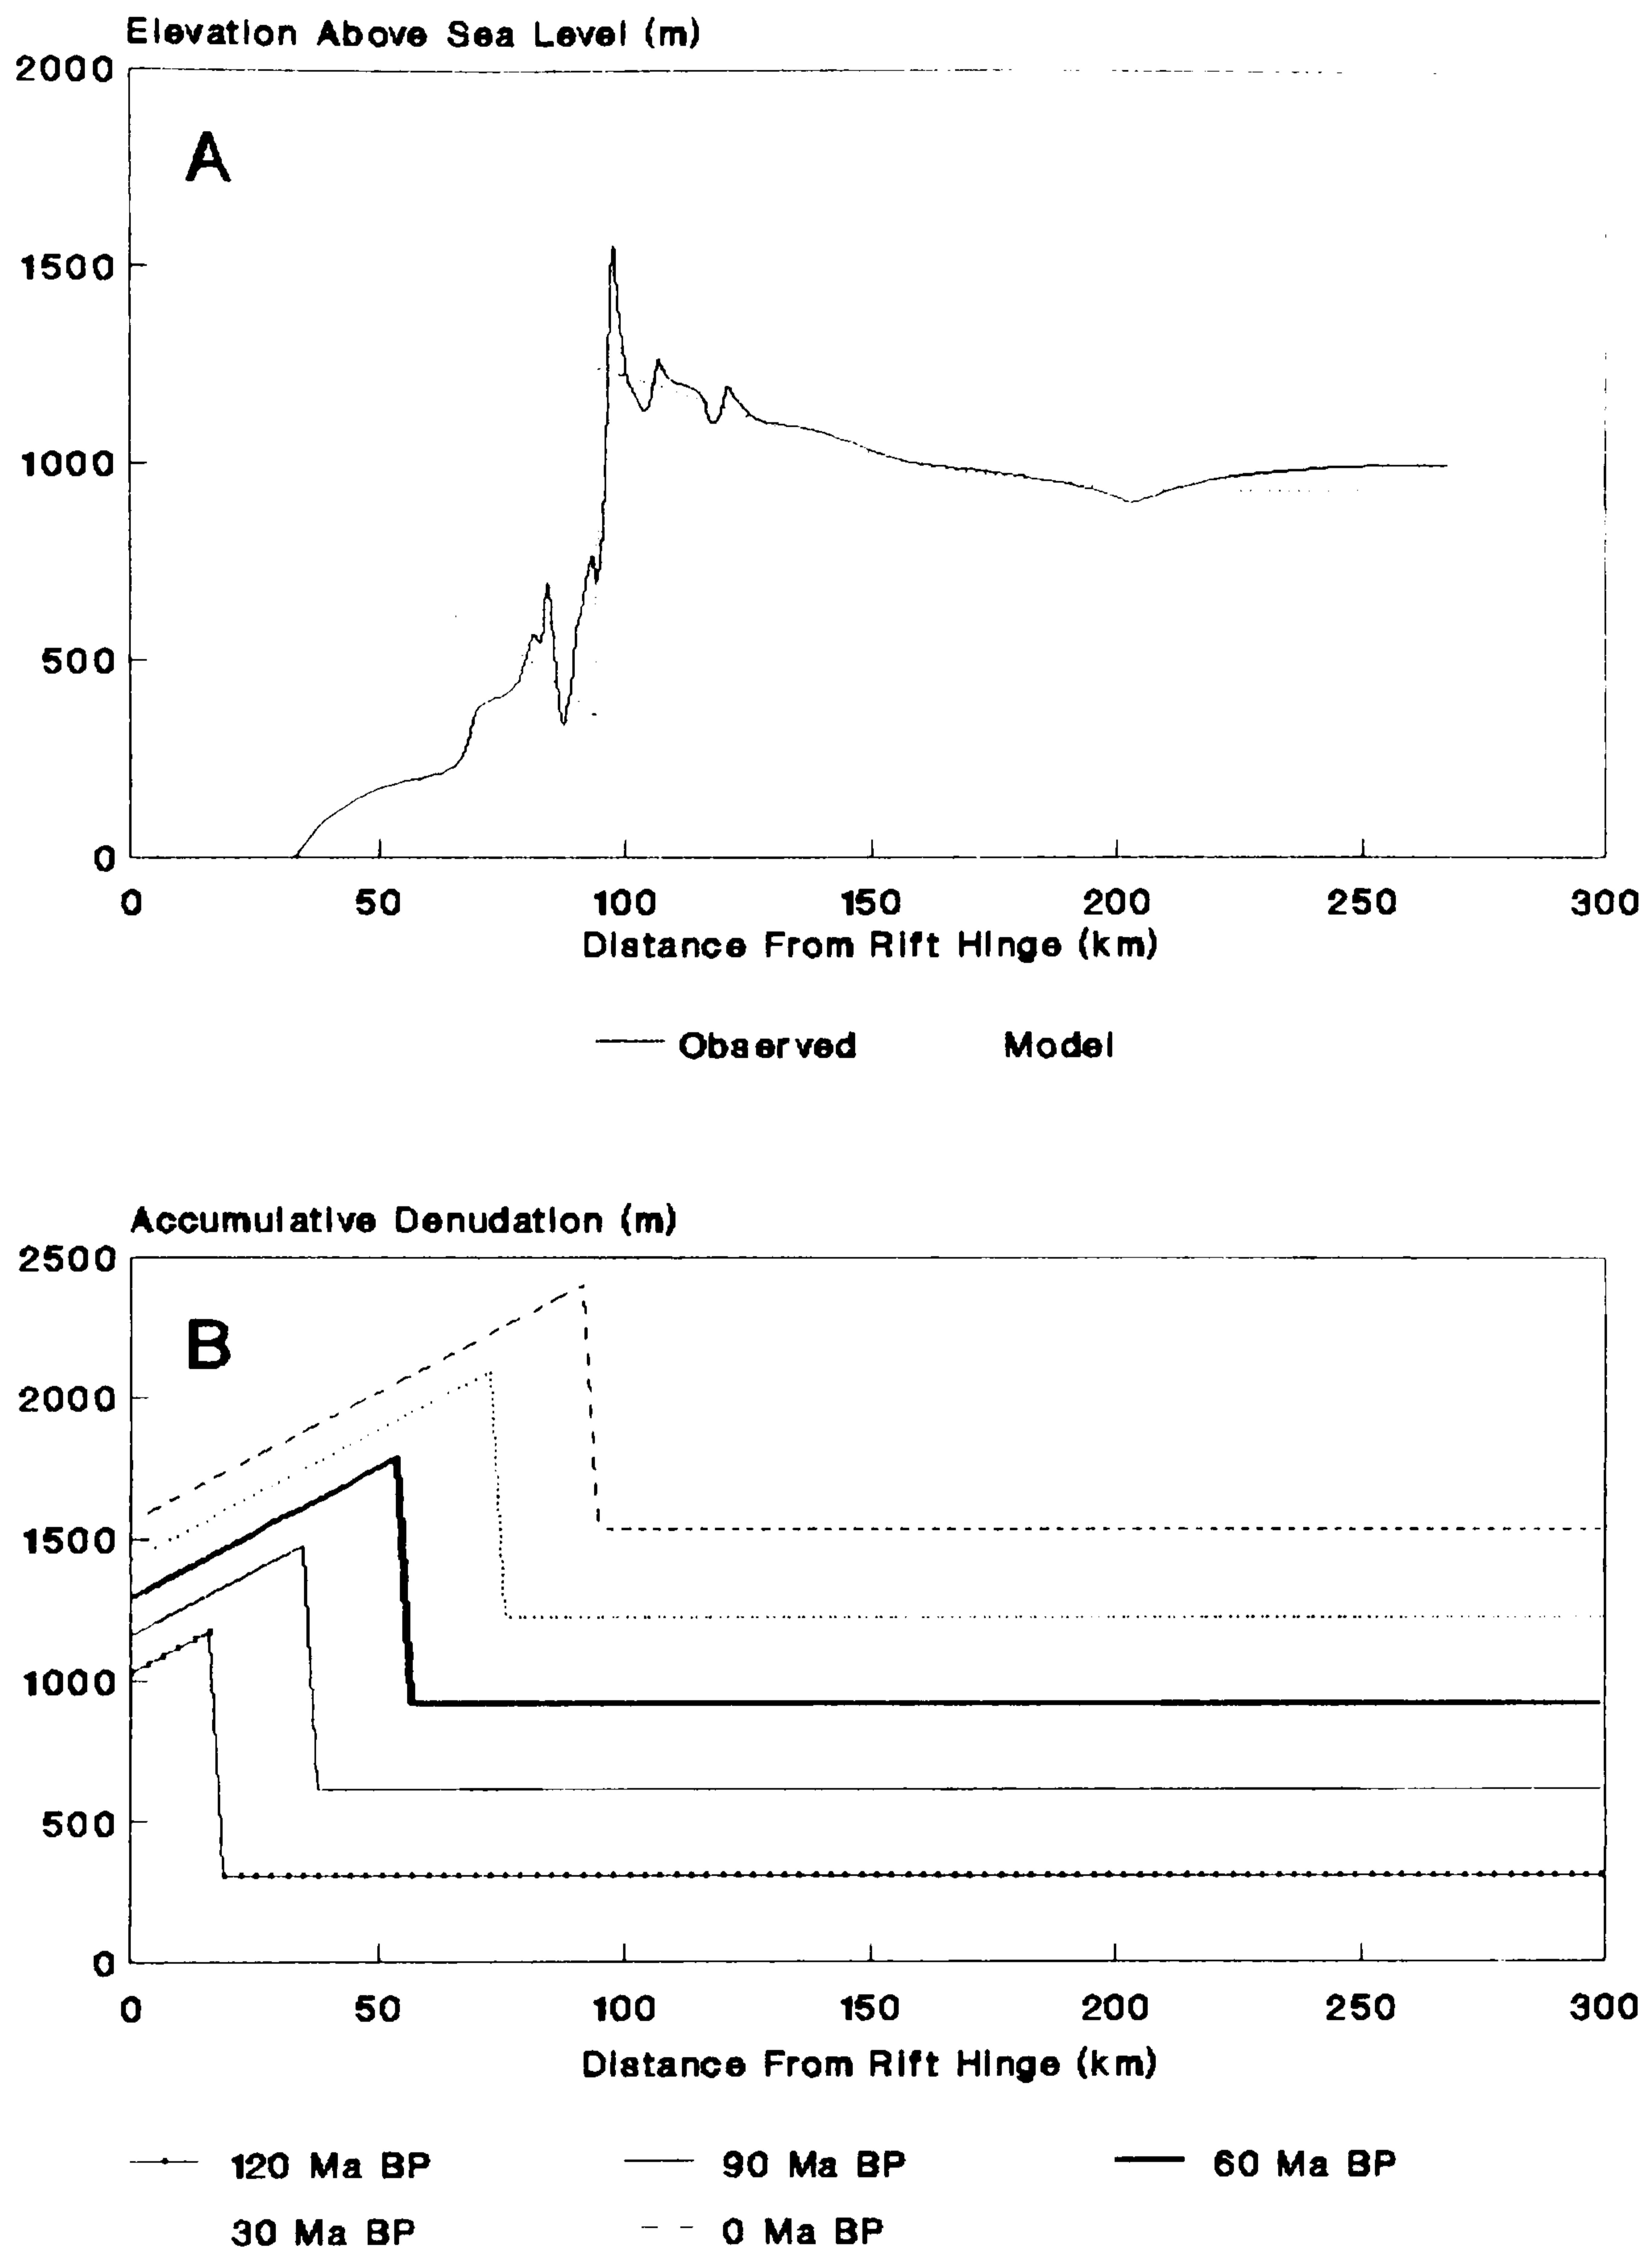 Elevation Above Sea Level (m)
2000
A
1500
1000
500
0
0 50 100 150 200 250 300
Distance From Rift Hinge (km)
Observed Model
Accumulative Denudation (m)
2500
B
2000
1500
1000
500
0
0 50 100 150 200 250 300
Distance From Rift Hinge (km)
120 Ma BP 90 Ma BP 60 Ma BP
30 Ma BP 0 Ma BP